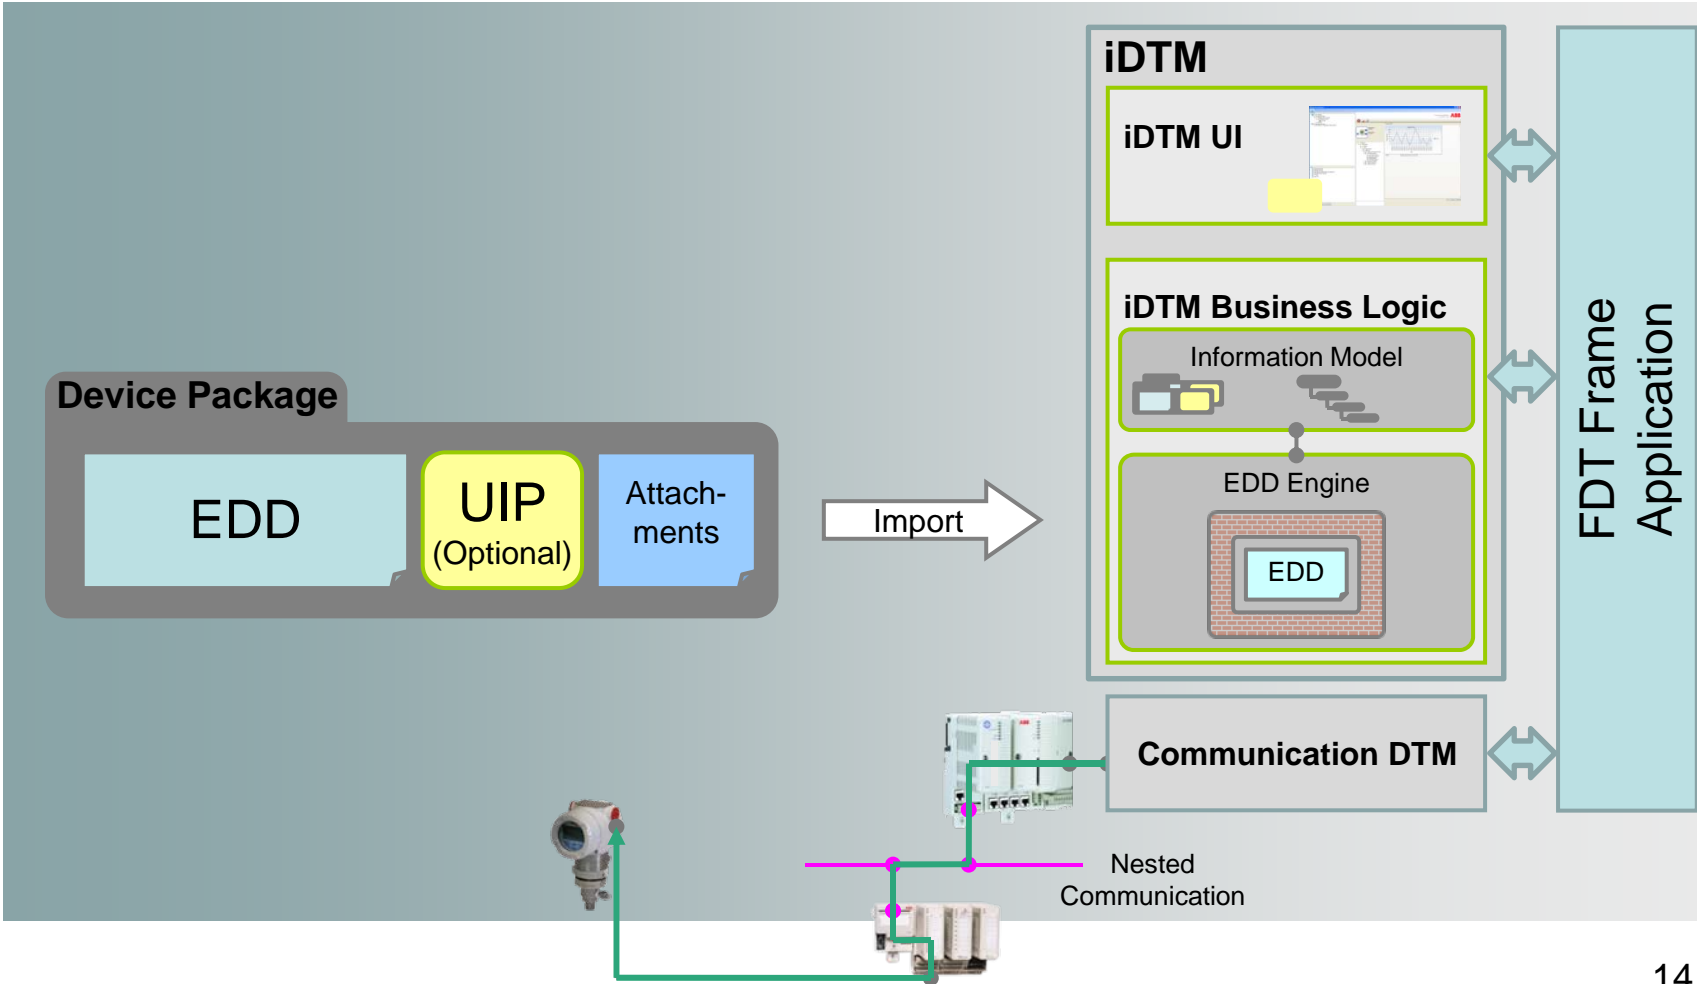 iDTM
iDTM UI
ABB
iDTM Business Logic
Information Model
EDD Engine
EDD
FDT Frame
Application
Device Package
EDD
UIP
(Optional)
Attach-
ments
Import
Communication DTM
Nested
Communication
14